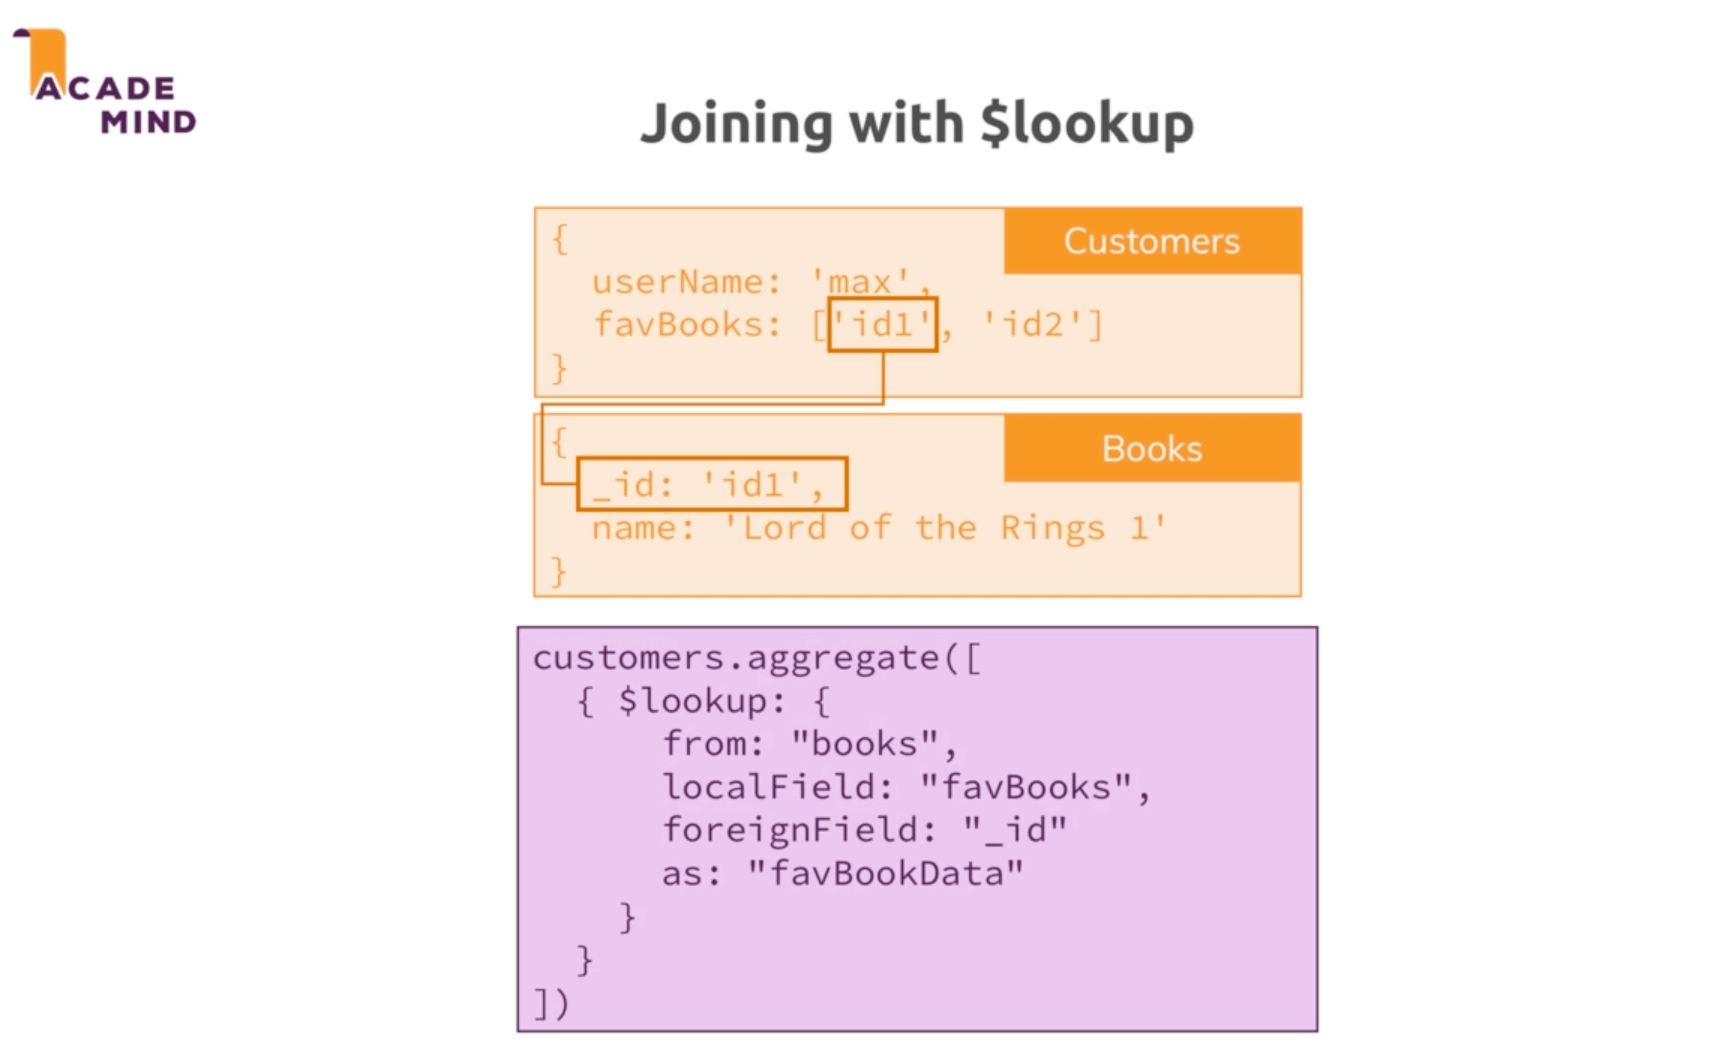 ACADE
MIND
Joining with $lookup
Customers
{
  userName: 'max',
  favBooks: ['id1', 'id2']
}
Books
{
  _id: 'id1',
  name: 'Lord of the Rings 1'
}
customers.aggregate([
  { $lookup: {
      from: "books",
      localField: "favBooks",
      foreignField: "_id"
      as: "favBookData"
    }
  }
])